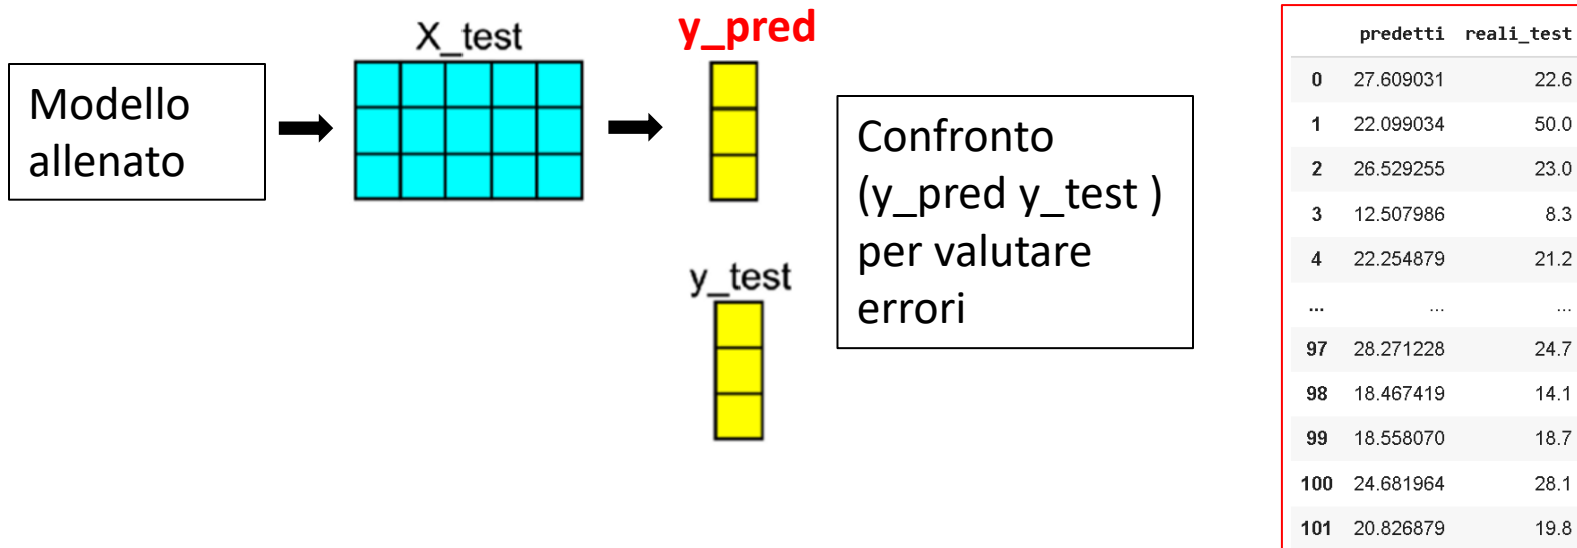 Modello
allenato
X_test
y_pred
y_test
Confronto
(y_pred y_test )
per valutare
errori
predetti reali_test
0 27.609031 22.6
1 22.099034 50.0
2 26.529255 23.0
3 12.507986 8.3
4 22.254879 21.2
... ... ...
97 28.271228 24.7
98 18.467419 14.1
99 18.558070 18.7
100 24.681964 28.1
101 20.826879 19.8